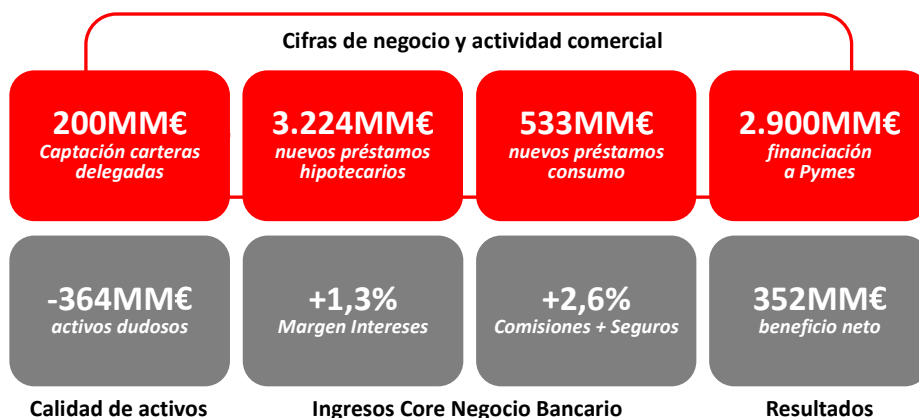 Cifras de negocio y actividad comercial
200MM€
Captación carteras
delegadas
3.224MM€
nuevos préstamos
hipotecarios
533MM€
nuevos préstamos
consumo
2.900MM€
financiación
a Pymes
-364MM€
activos dudosos
+1,3%
Margen Intereses
+2,6%
Comisiones + Seguros
352MM€
beneficio neto
Calidad de activos
Ingresos Core Negocio Bancario
Resultados